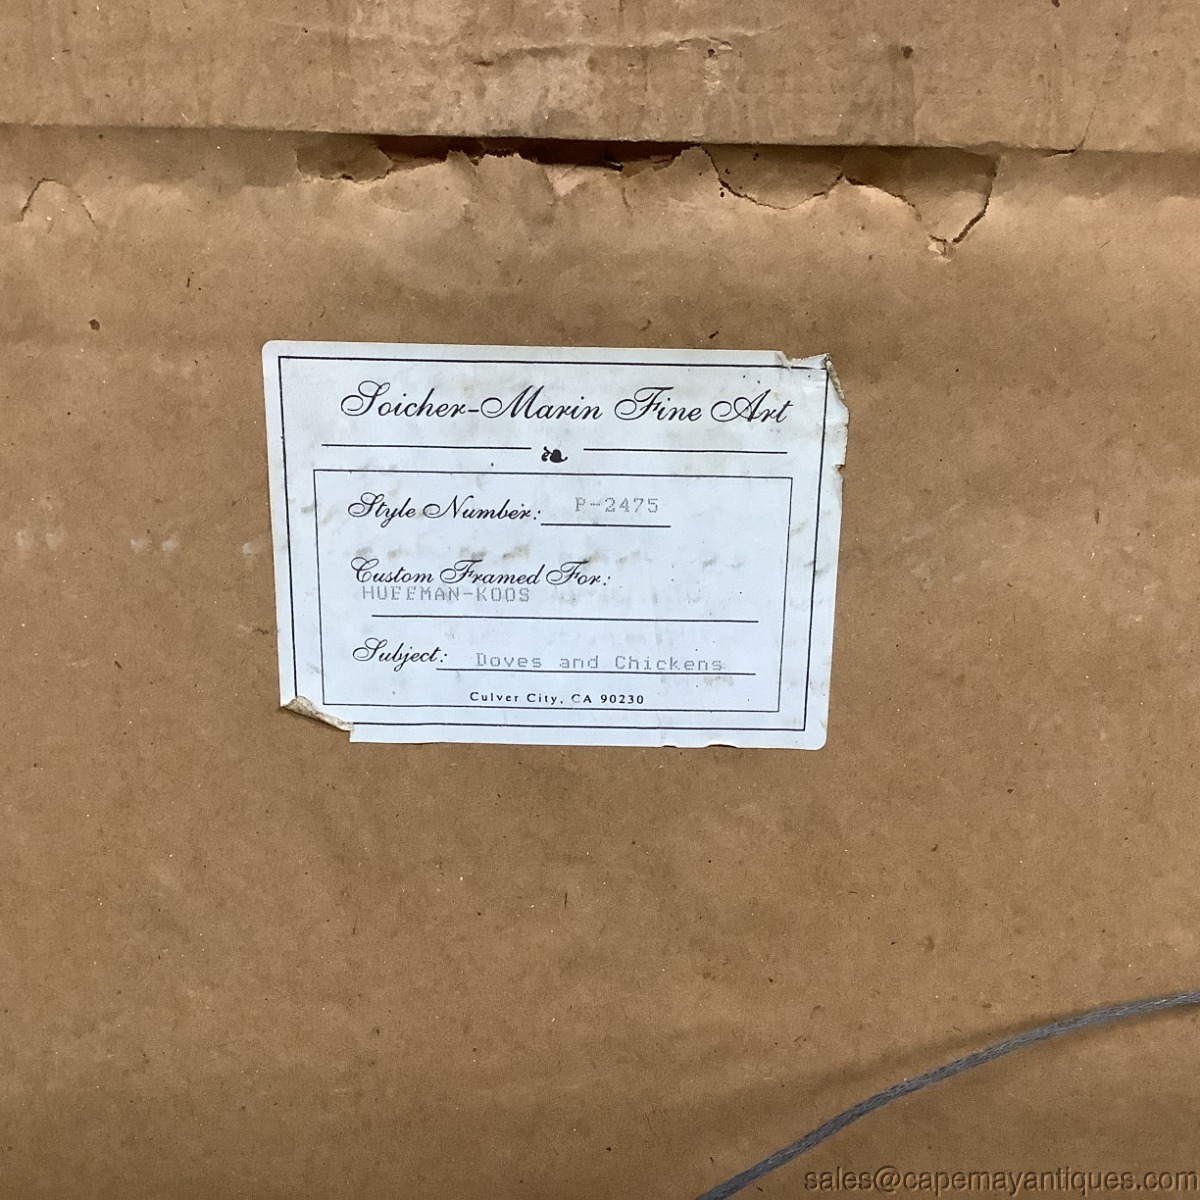 Soicher-Marin Fine Art
Style Number: P-2475
Custom Framed For:
HUFFMAN-KOOS
Subject: Doves and Chickens
Culver City, CA 90230
sales@capemayantiques.com